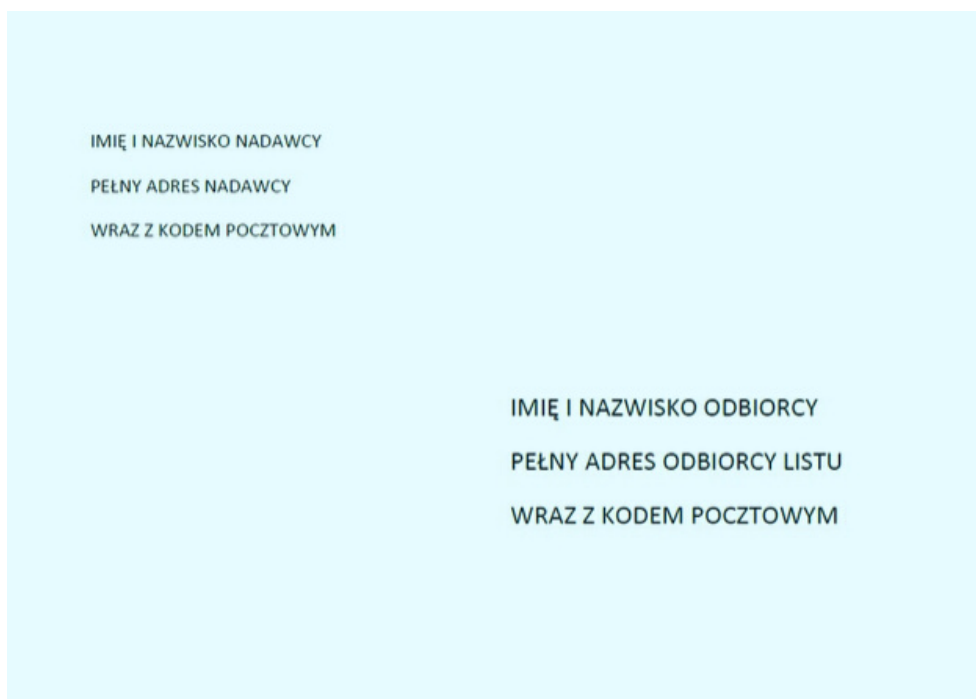 IMIĘ I NAZWISKO NADAWCY
PEŁNY ADRES NADAWCY
WRAZ Z KODEM POCZTOWYM
IMIĘ I NAZWISKO ODBIORCY
PEŁNY ADRES ODBIORCY LISTU
WRAZ Z KODEM POCZTOWYM